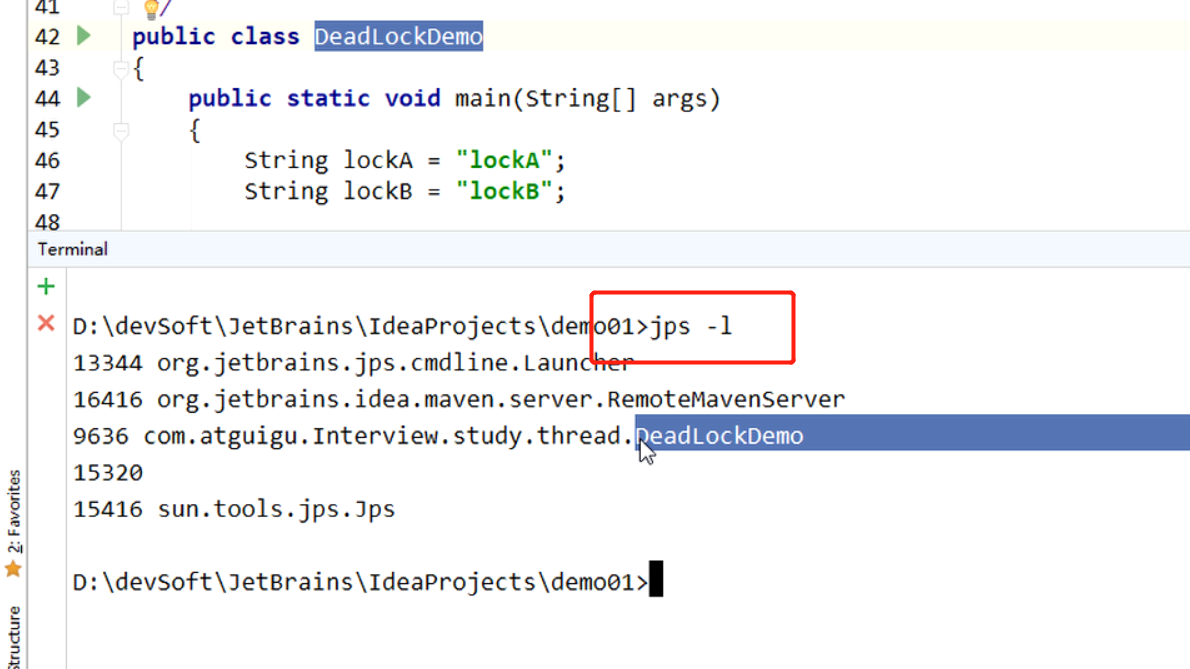 41 */
42 public class DeadLockDemo
43 {
44 public static void main(String[] args)
45 {
46 String lockA = "lockA";
47 String lockB = "lockB";
48
Terminal
D:\devSoft\JetBrains\IdeaProjects\demo01>jps -l
13344 org.jetbrains.jps.cmdline.Launcher
16416 org.jetbrains.idea.maven.server.RemoteMavenServer
9636 com.atguigu.Interview.study.thread.DeadLockDemo
15320
15416 sun.tools.jps.Jps
D:\devSoft\JetBrains\IdeaProjects\demo01>
2: Favorites